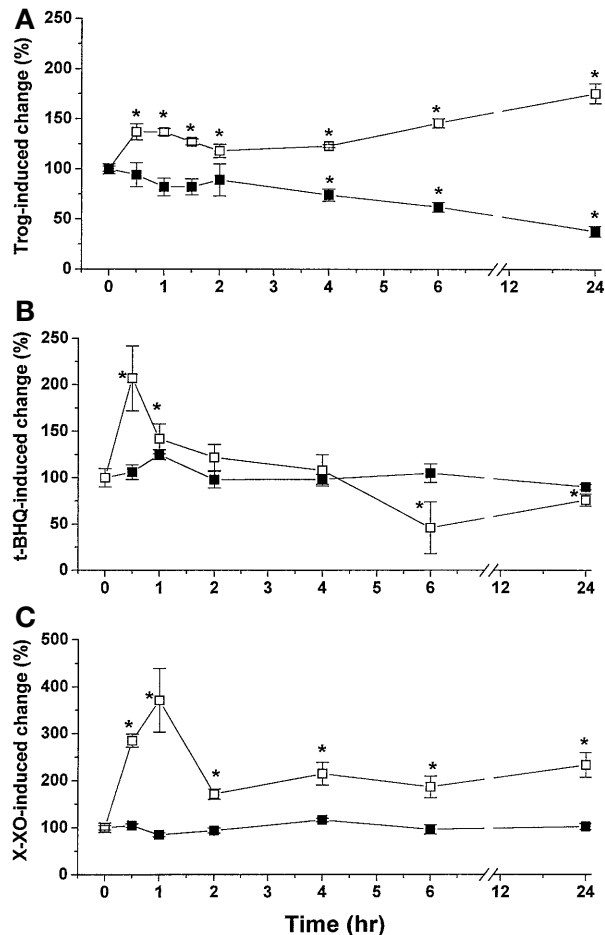 A
Trog-induced change (%)
250
200
150
100
50
0
* * * * * * *
* * *
0 1 2 3 4 5 6 12 24
B
t-BHQ-induced change (%)
250
200
150
100
50
0
* * * *
0 1 2 3 4 5 6 12 24
C
X-XO-induced change (%)
500
400
300
200
100
0
* * * * * *
0 1 2 3 4 5 6 12 24
Time (hr)